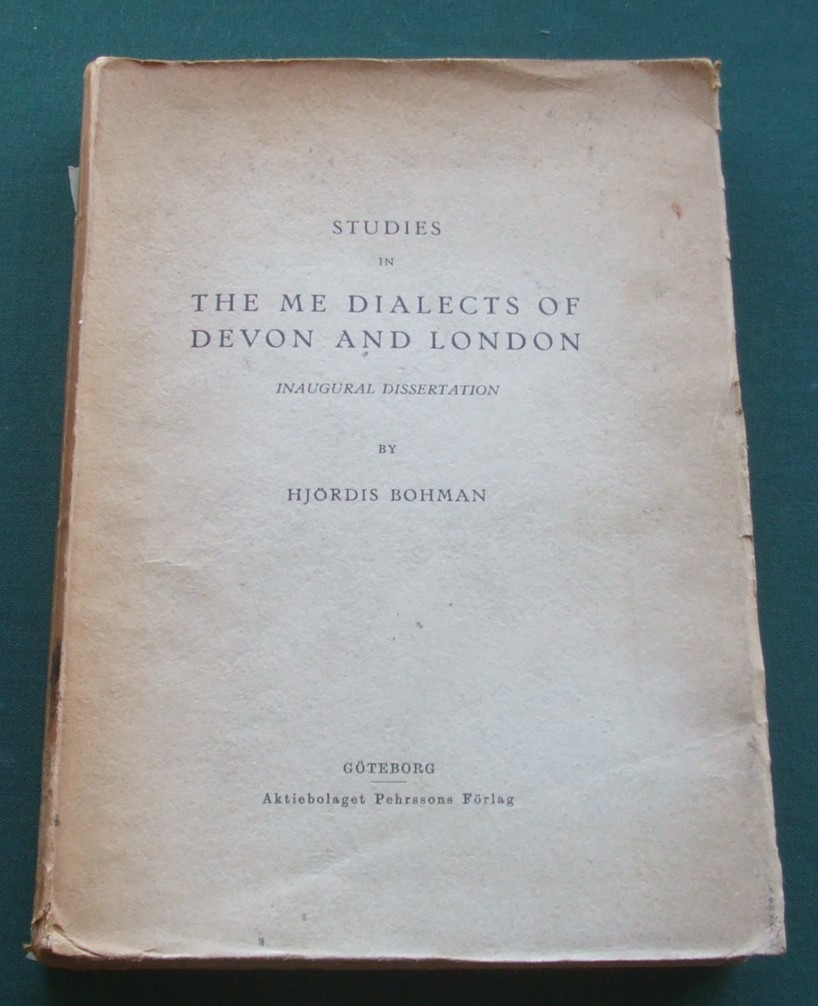 STUDIES
IN
THE ME DIALECTS OF
DEVON AND LONDON
INAUGURAL DISSERTATION
BY
HJÖRDIS BOHMAN
GÖTEBORG
Aktiebolaget Pehrssons Förlag